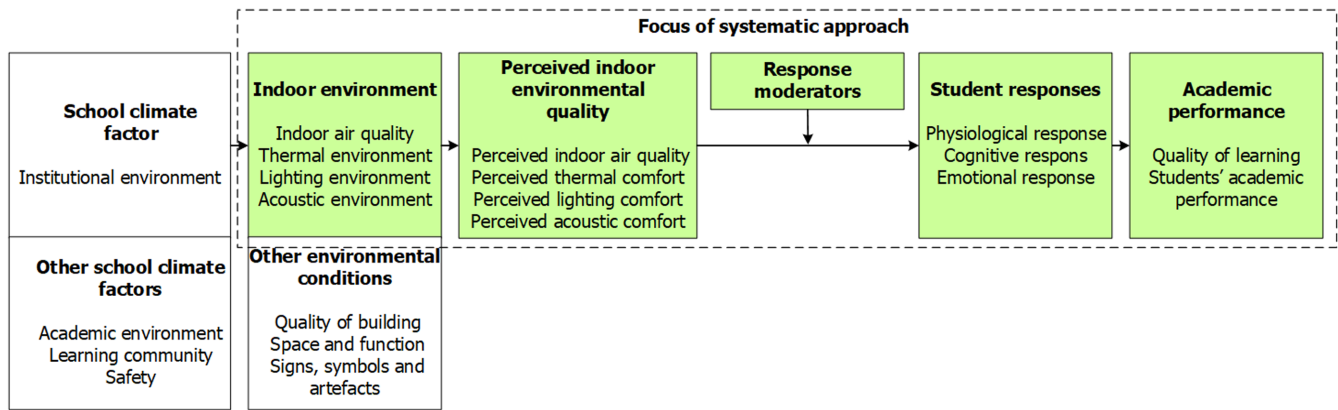 Focus of systematic approach
School climate
factor
Institutional environment
Other school climate
factors
Academic environment
Learning community
Safety
Indoor environment
Indoor air quality
Thermal environment
Lighting environment
Acoustic environment
Other environmental
conditions
Quality of building
Space and function
Signs, symbols and
artefacts
Perceived indoor
environmental
quality
Perceived indoor air quality
Perceived thermal comfort
Perceived lighting comfort
Perceived acoustic comfort
Response
moderators
Student responses
Physiological response
Cognitive respons
Emotional response
Academic
performance
Quality of learning
Students’ academic
performance